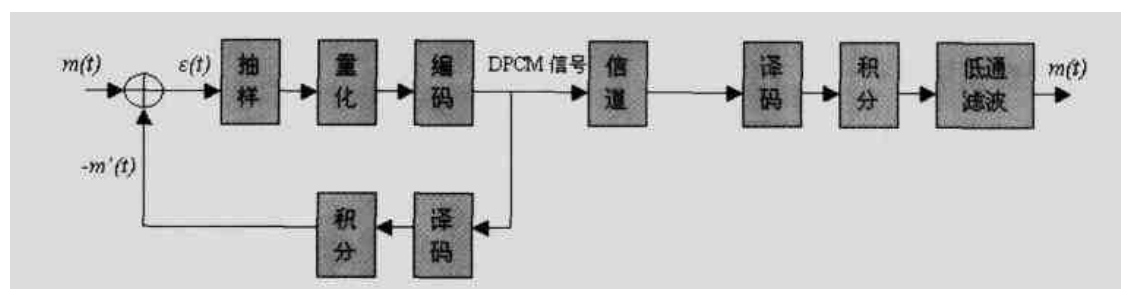 m(t)
ε(t)
抽样
重化
编码
DPCM 信号
信道
译码
积分
低通
滤波
m(t)
-m'(t)
积分
译码